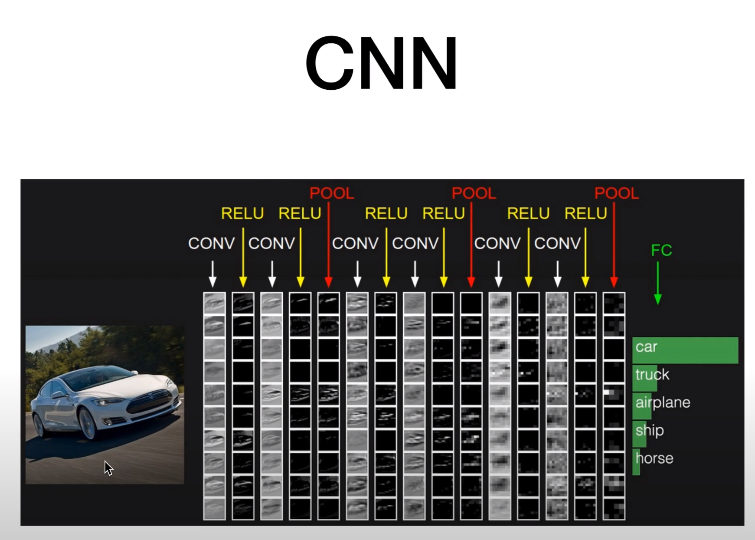 CNN
POOL POOL POOL
RELU RELU RELU RELU RELU RELU
CONV CONV CONV CONV CONV CONV
FC
car
truck
airplane
ship
horse